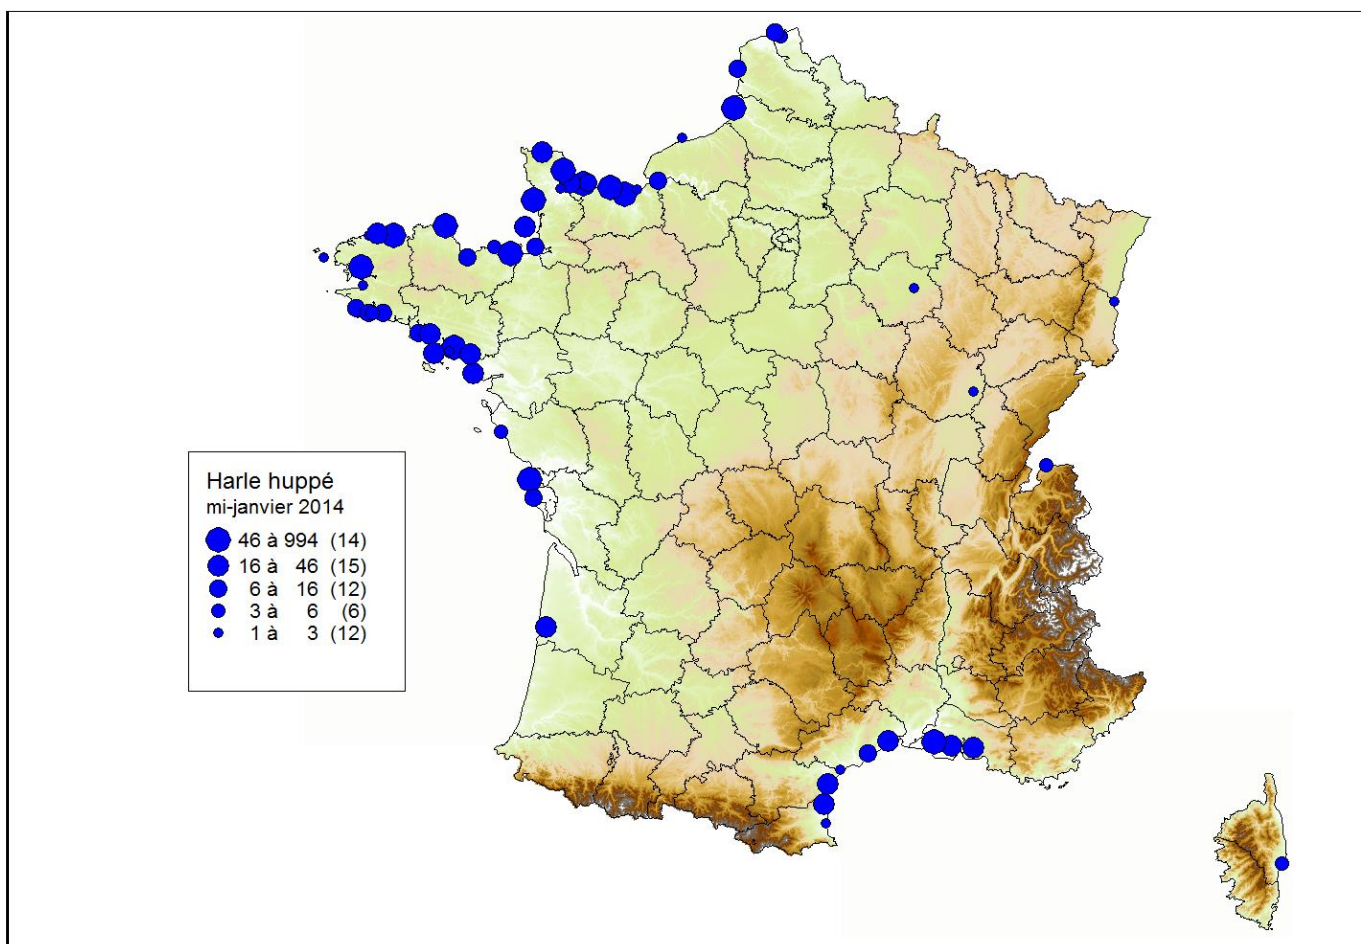 Harle huppé
mi-janvier 2014
46 à 994 (14)
16 à 46 (15)
6 à 16 (12)
3 à 6 (6)
1 à 3 (12)